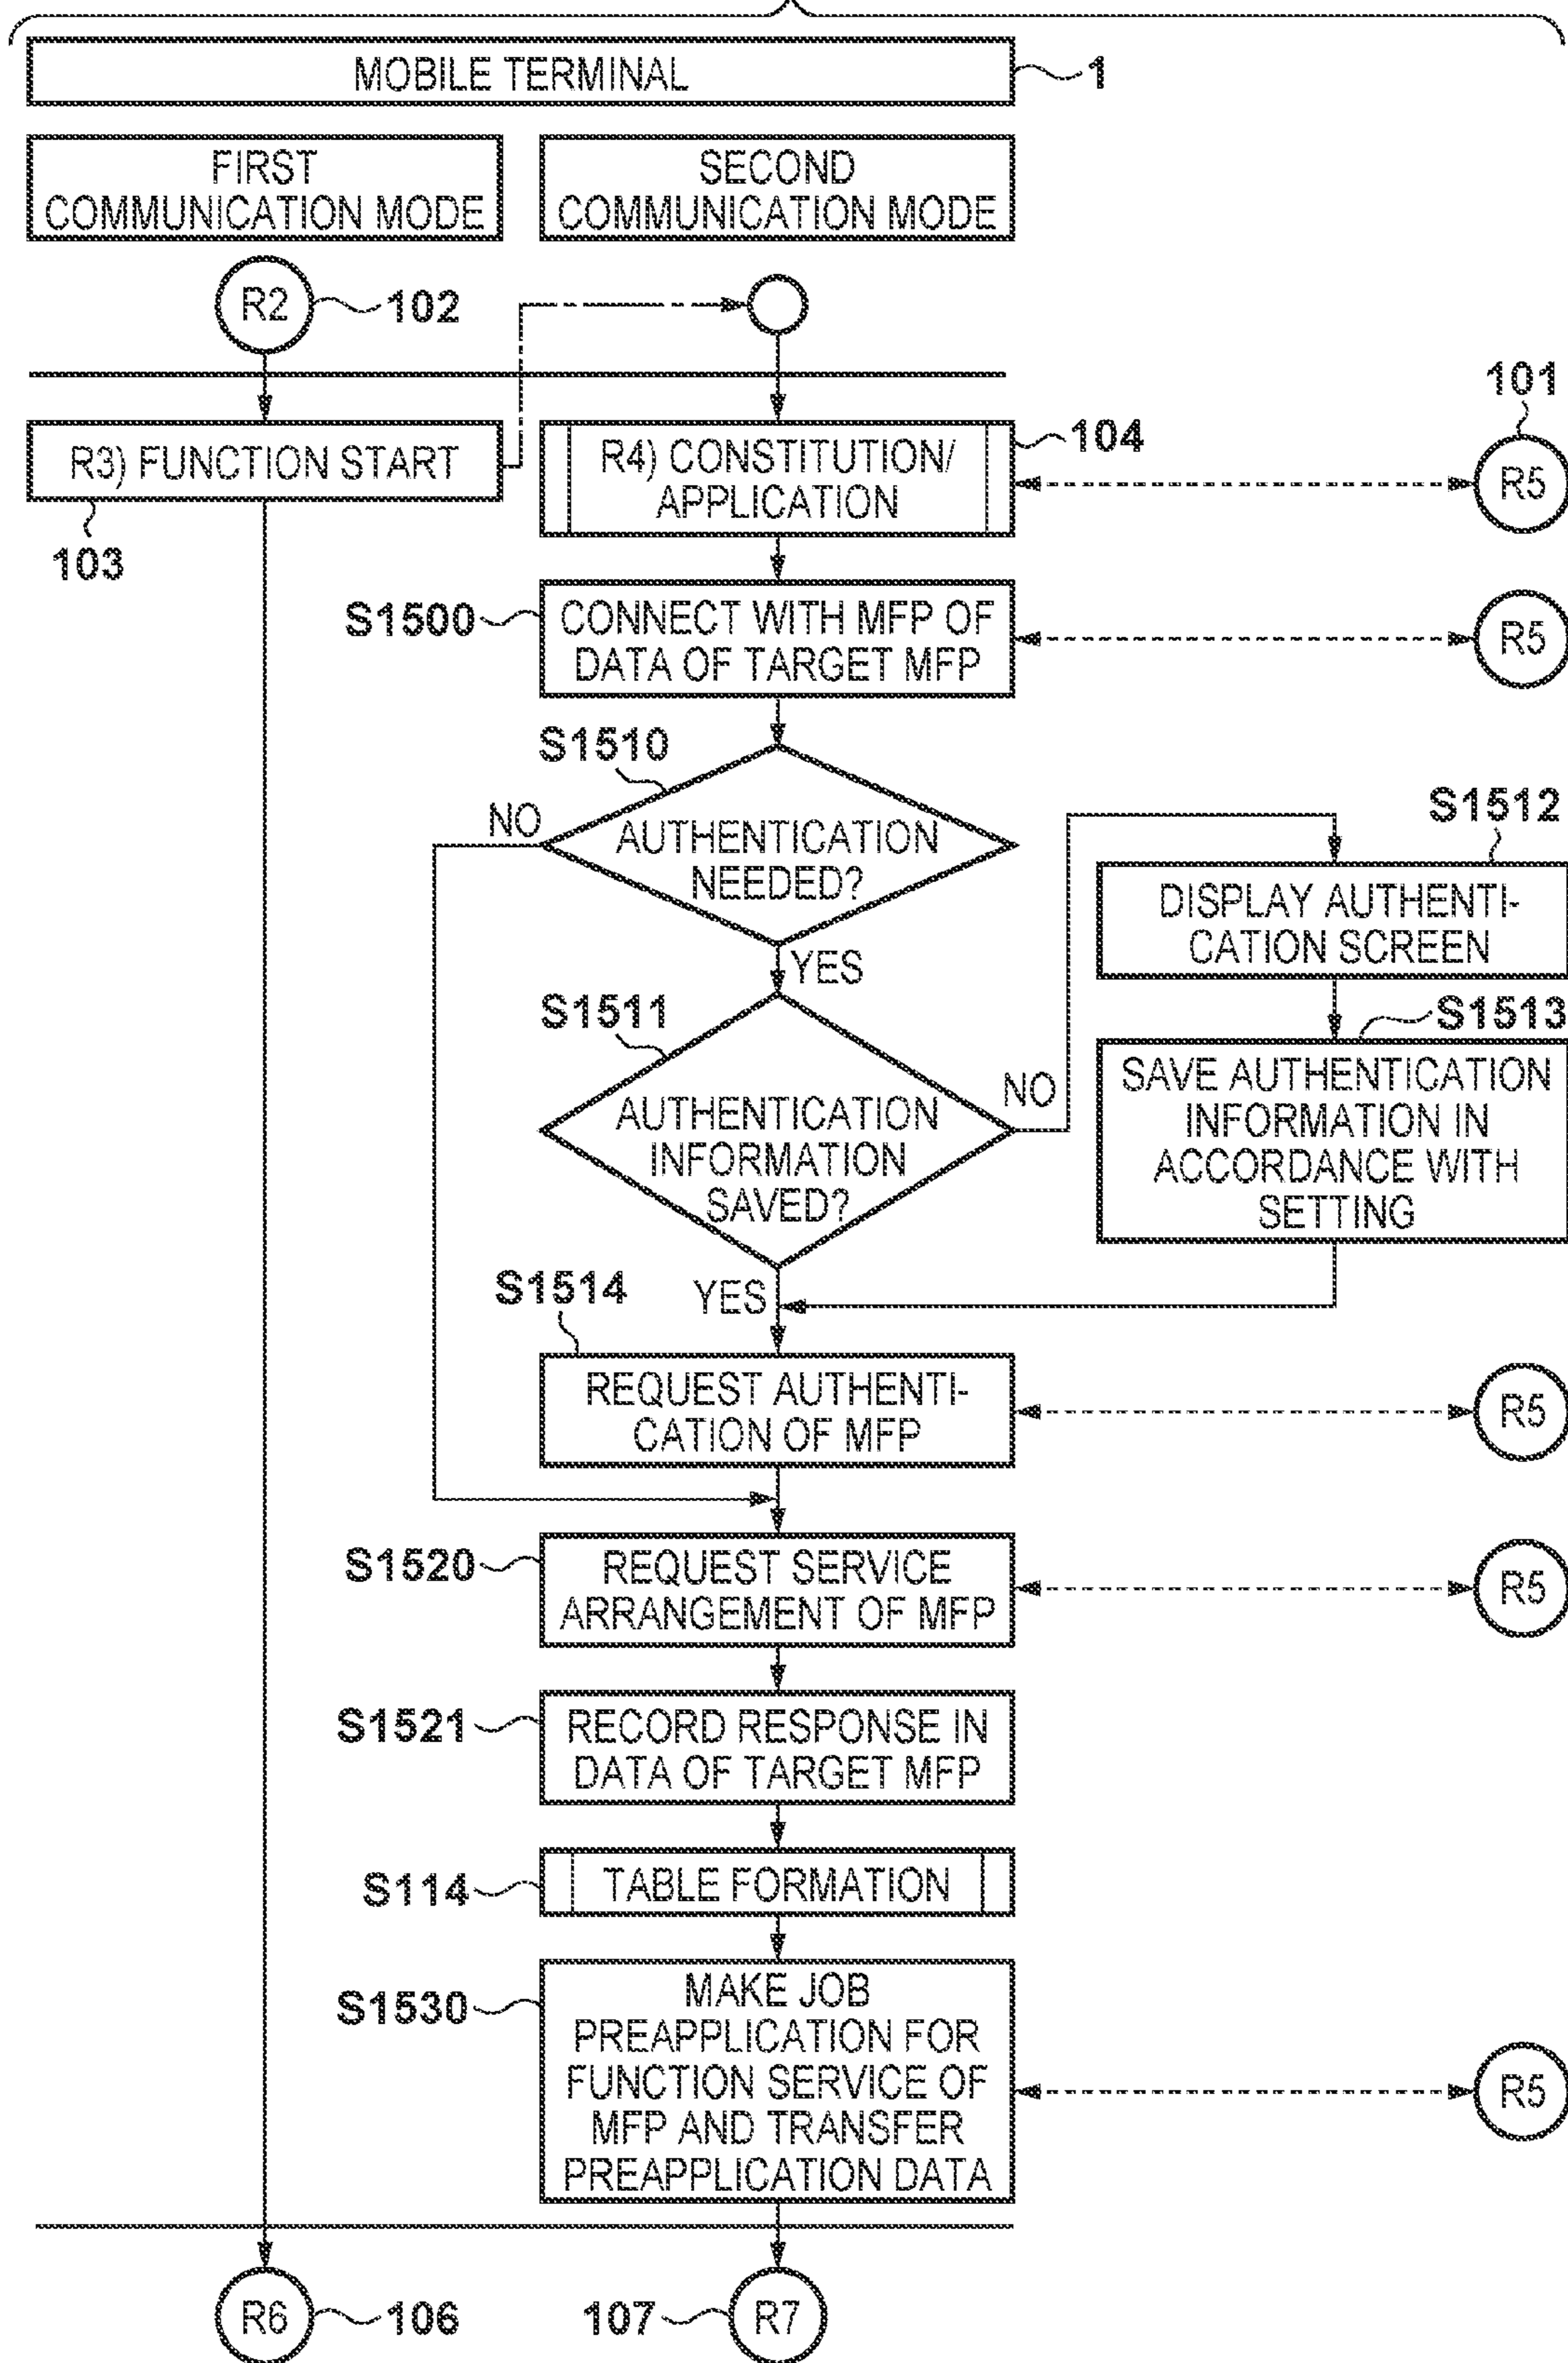 MOBILE TERMINAL
1
FIRST
COMMUNICATION MODE
SECOND
COMMUNICATION MODE
R2
102
101
R3) FUNCTION START
103
R4) CONSTITUTION/
APPLICATION
104
R5
S1500
CONNECT WITH MFP OF
DATA OF TARGET MFP
R5
S1510
NO
AUTHENTICATION
NEEDED?
YES
S1512
DISPLAY AUTHENTI-
CATION SCREEN
S1511
AUTHENTICATION
INFORMATION
SAVED?
NO
S1513
SAVE AUTHENTICATION
INFORMATION IN
ACCORDANCE WITH
SETTING
YES
S1514
REQUEST AUTHENTI-
CATION OF MFP
R5
S1520
REQUEST SERVICE
ARRANGEMENT OF MFP
R5
S1521
RECORD RESPONSE IN
DATA OF TARGET MFP
S114
TABLE FORMATION
S1530
MAKE JOB
PREAPPLICATION FOR
FUNCTION SERVICE OF
MFP AND TRANSFER
PREAPPLICATION DATA
R5
R6
106
107
R7